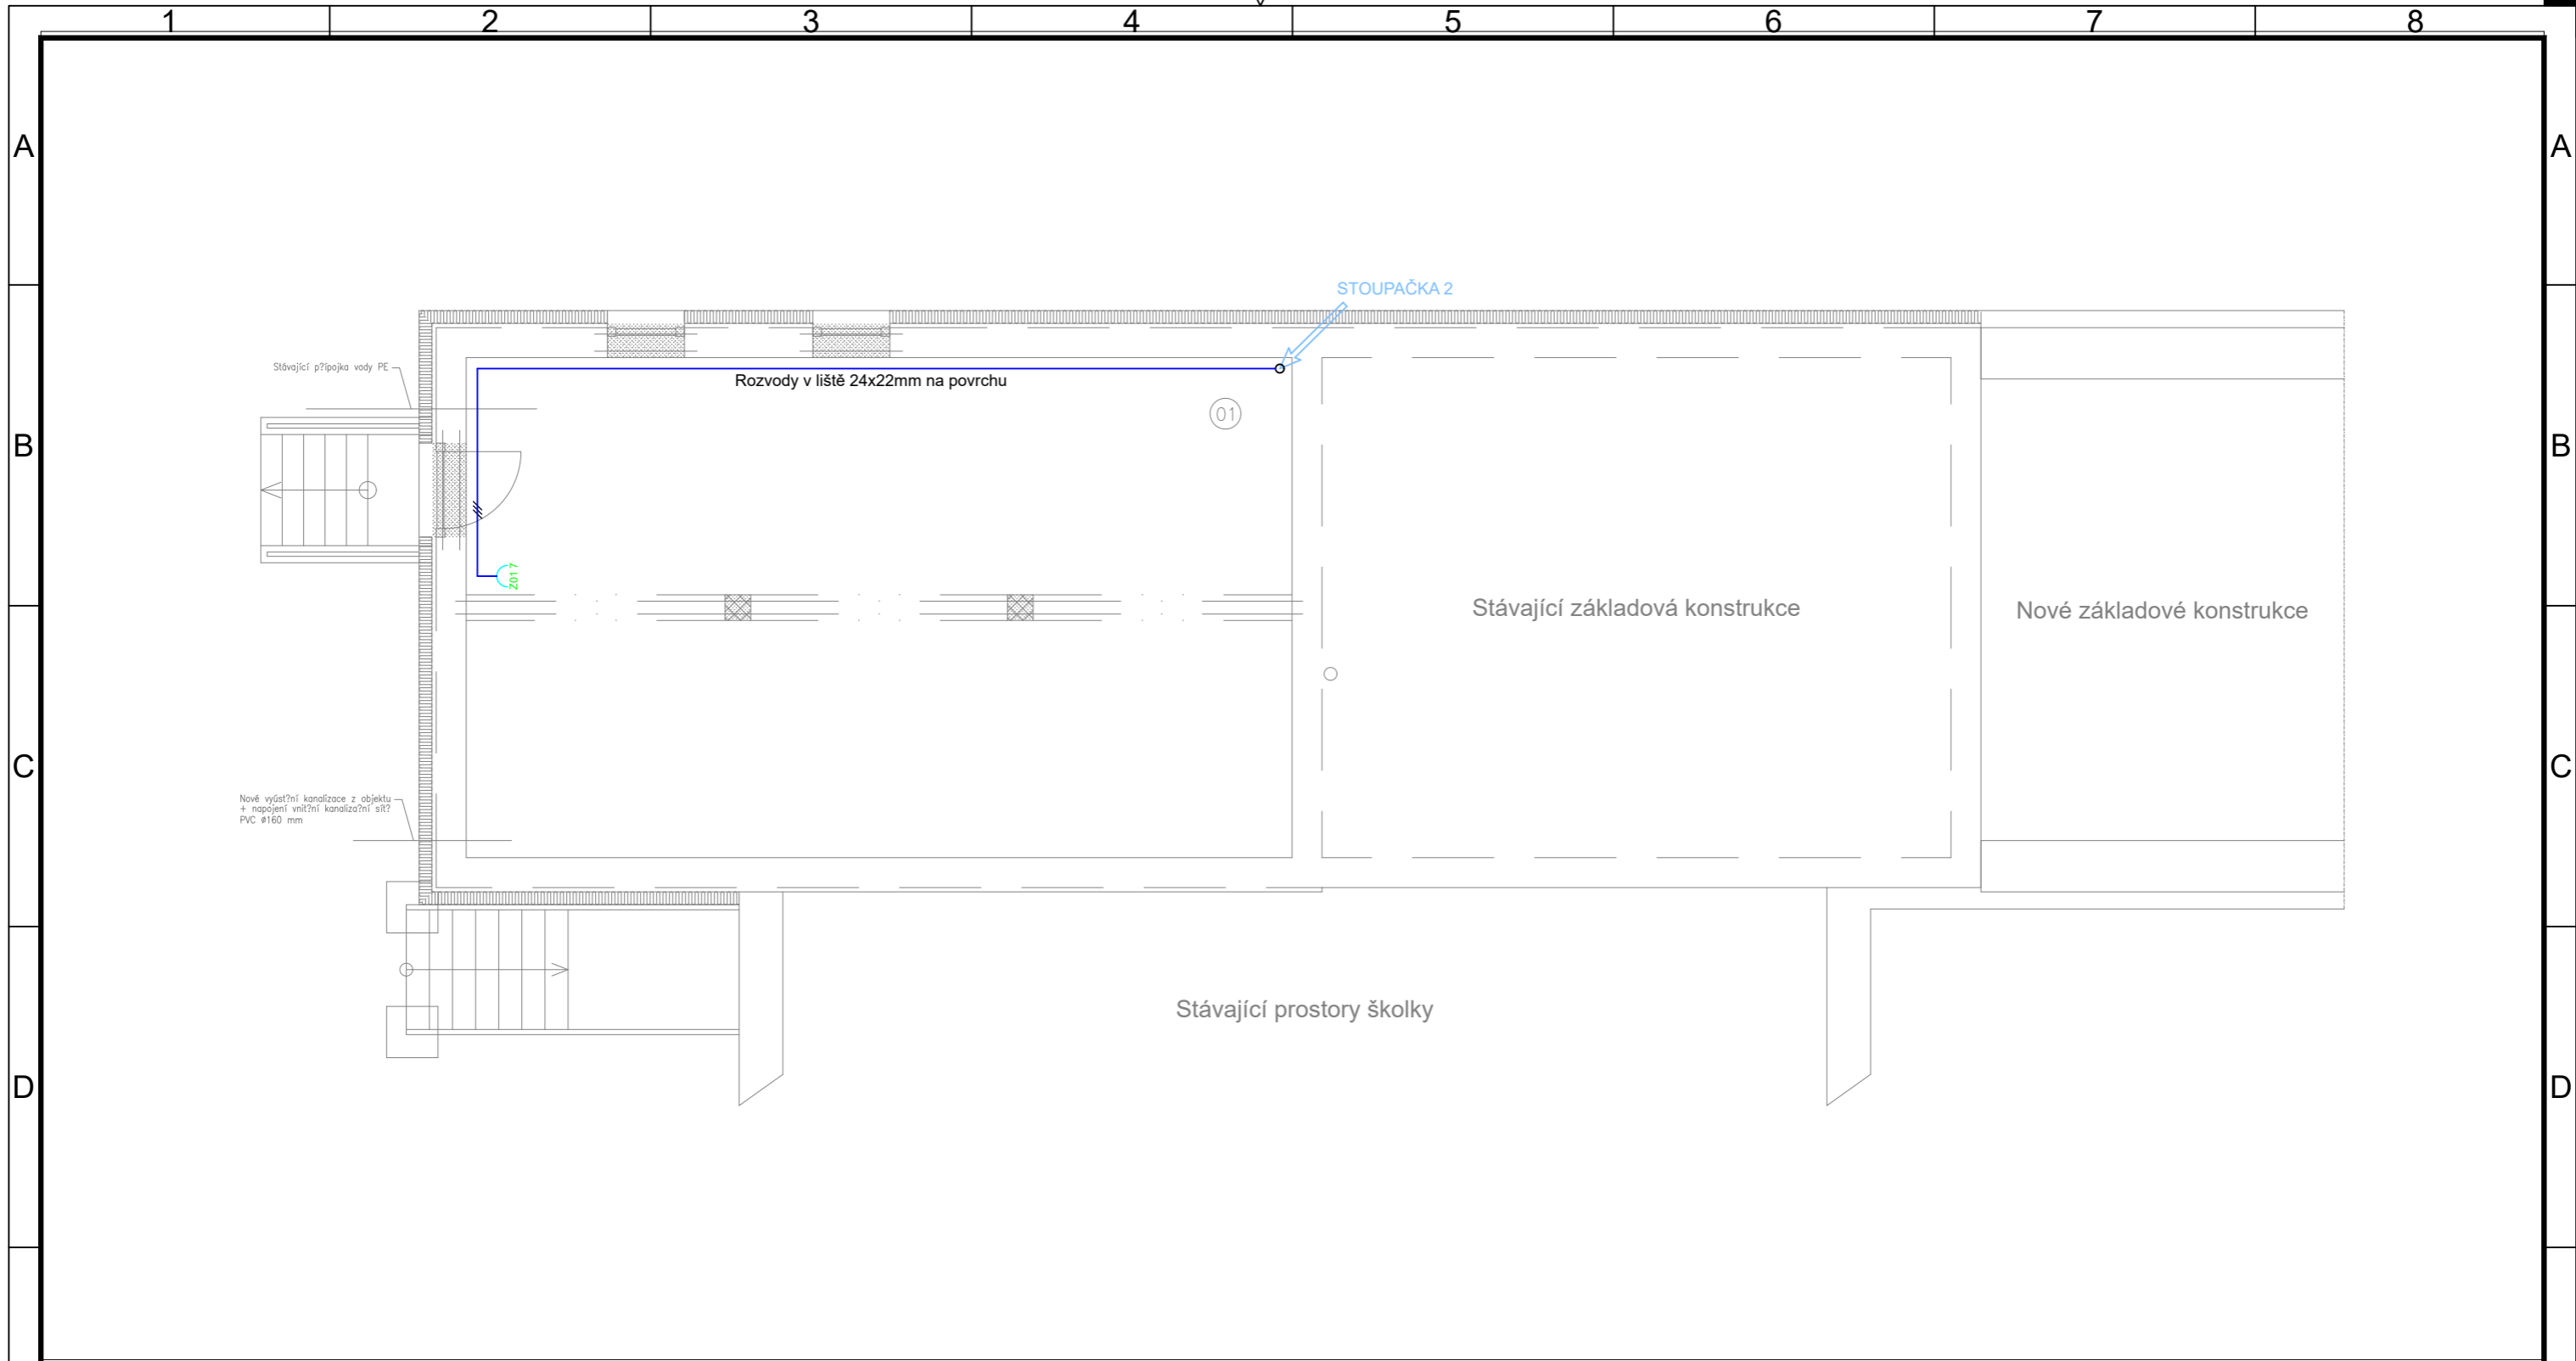 1 2 3 4 5 6 7 8
A A
STOUPAČKA 2
Stávající p?ípojka vody PE
Rozvody v liště 24x22mm na povrchu
01
B B
Z017
Stávající základová konstrukce
Nové základové konstrukce
C C
Nové vyúst?ní kanalizace z objektu
+ napojení vnit?ní kanaliza?ní sít?
PVC ø160 mm
Stávající prostory školky
D D